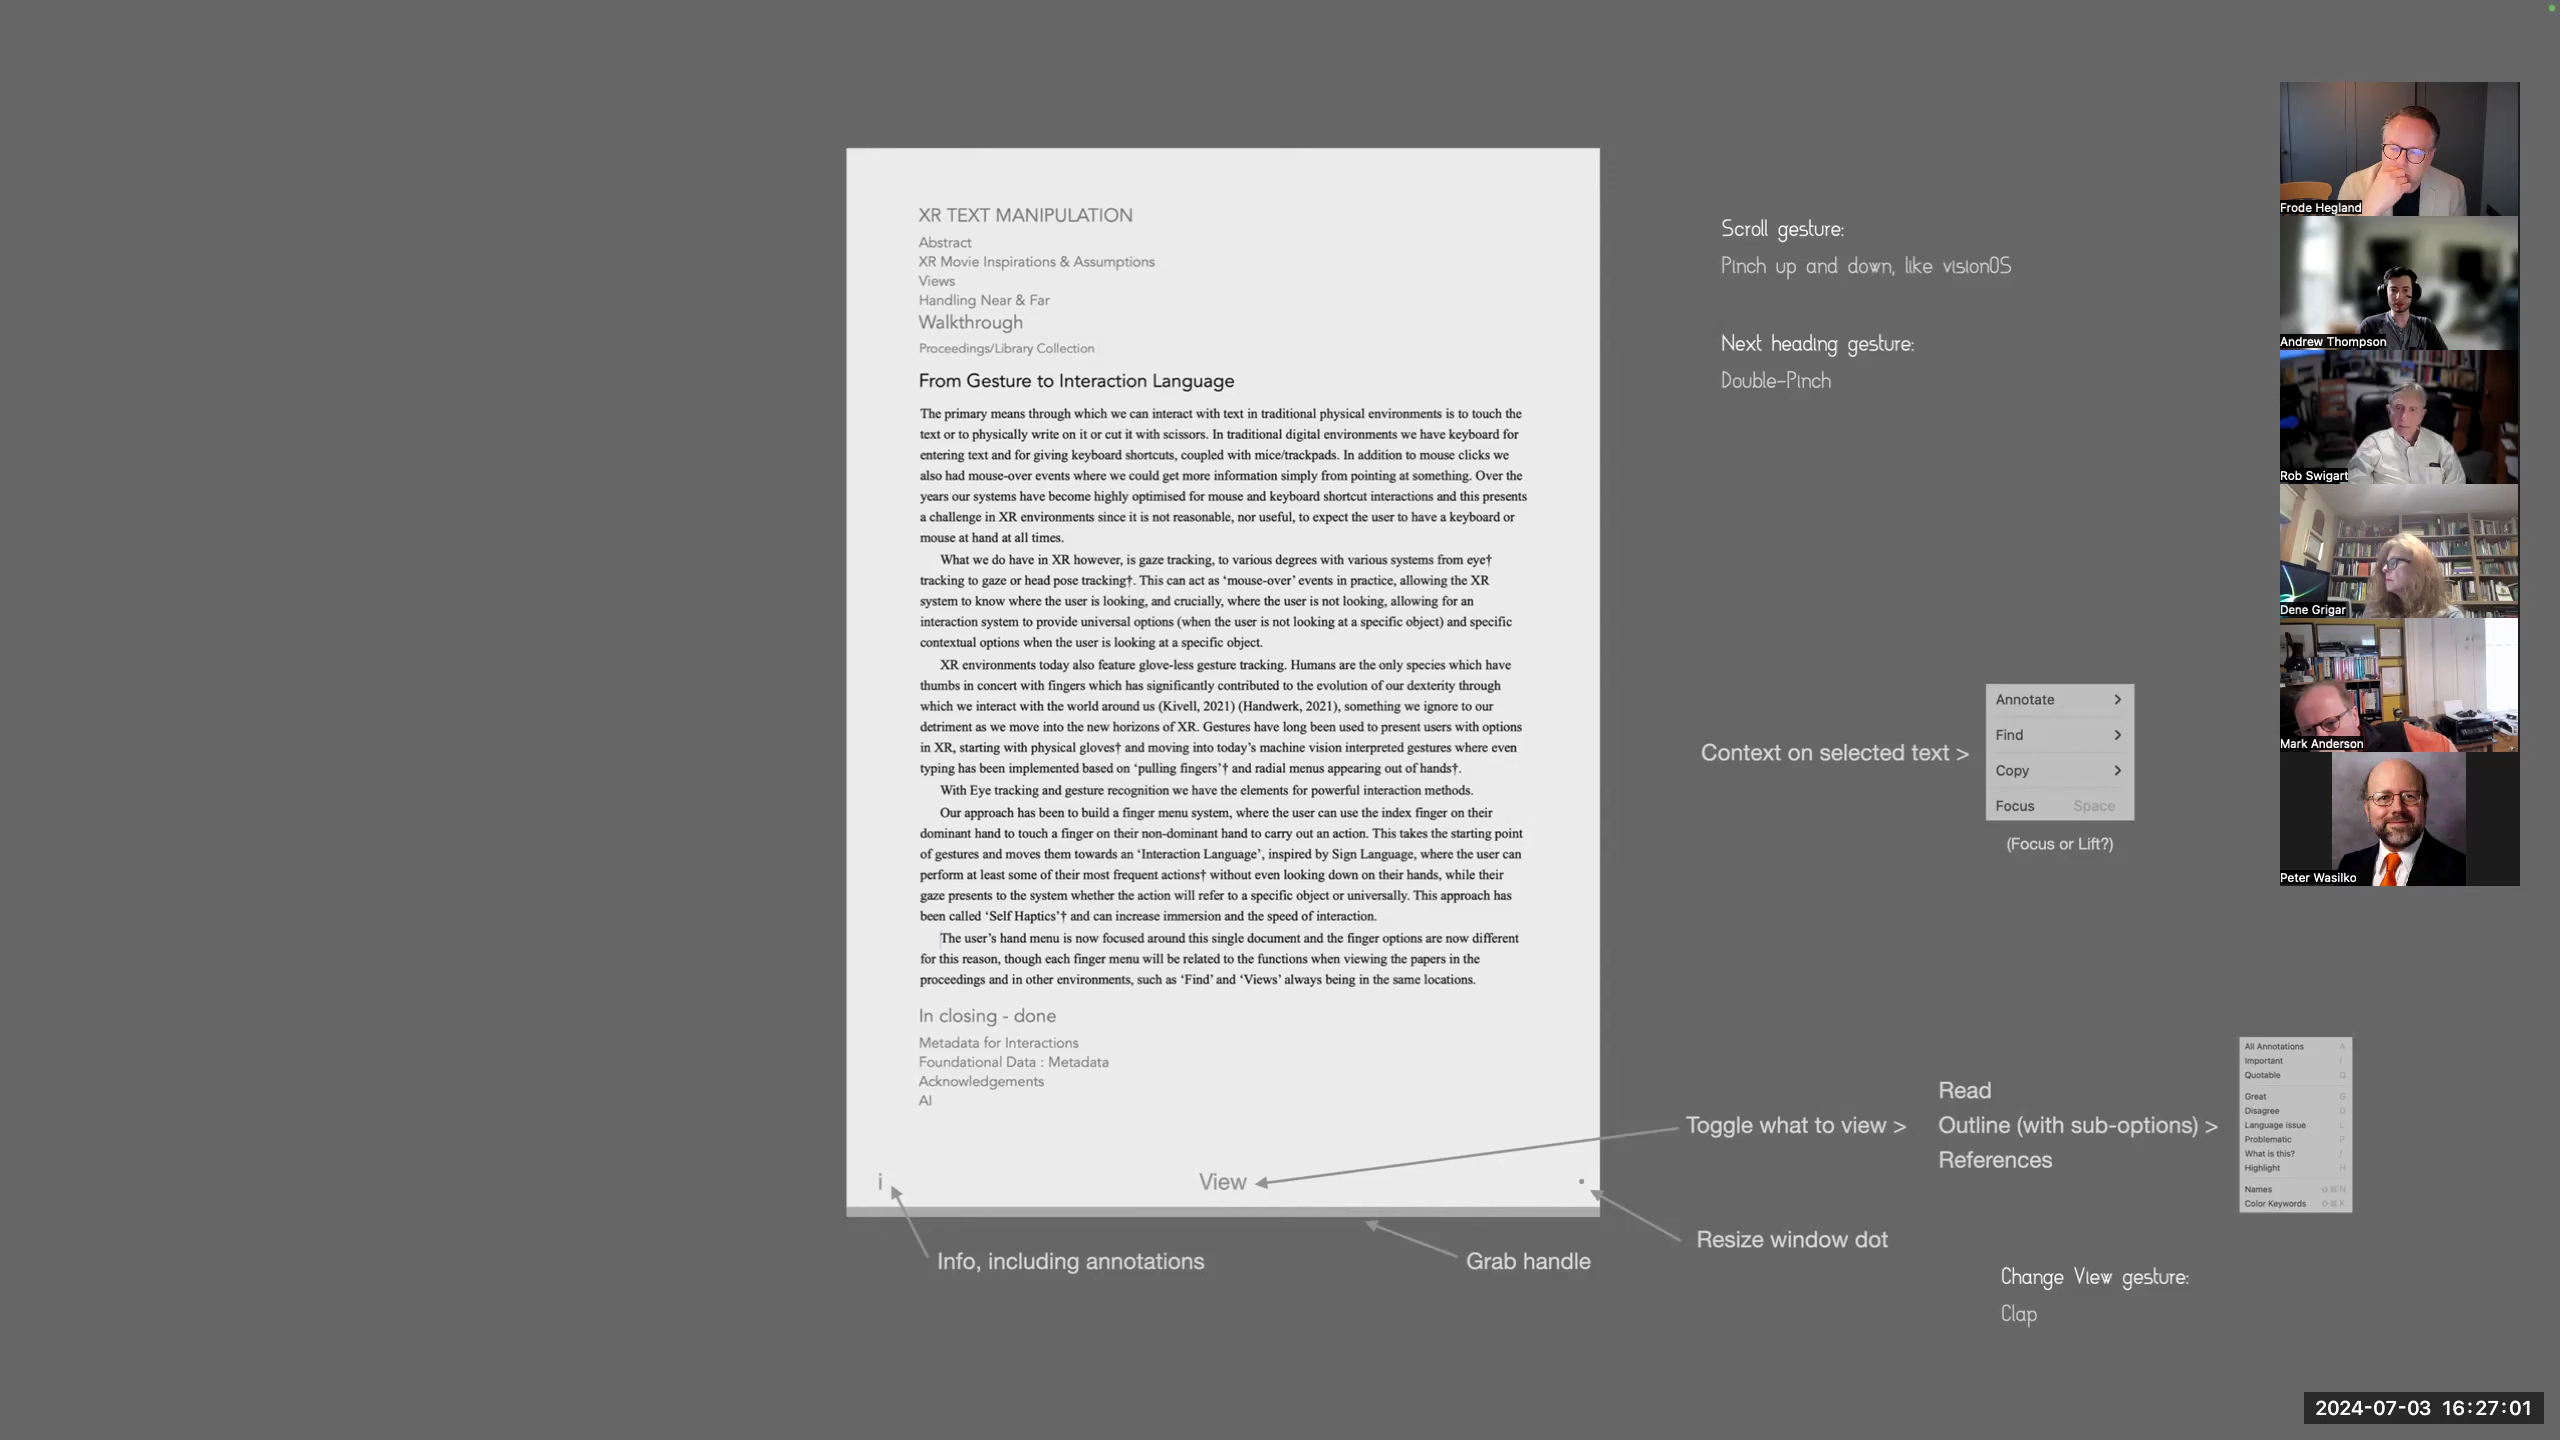 XR TEXT MANIPULATION
Abstract
XR Movie Inspirations & Assumptions
Views
Handling Near & Far
Walkthrough
Proceedings/Library Collection
From Gesture to Interaction Language
The primary means through which we can interact with text in traditional physical environments is to touch the
text or to physically write on it or cut it with scissors. In traditional digital environments we have keyboard for
entering text and for giving keyboard shortcuts, coupled with mice/trackpads. In addition to mouse clicks we
also had mouse-over events where we could get more information simply from pointing at something. Over the
years our systems have become highly optimised for mouse and keyboard shortcut interactions and this presents
a challenge in XR environments since it is not reasonable, nor useful, to expect the user to have a keyboard or
mouse at hand at all times.
What we do have in XR however, is gaze tracking, to various degrees with various systems from eye†
tracking to gaze or head pose tracking†. This can act as ‘mouse-over’ events in practice, allowing the XR
system to know where the user is looking, and crucially, where the user is not looking, allowing for an
interaction system to provide universal options (when the user is not looking at a specific object) and specific
contextual options when the user is looking at a specific object.
XR environments today also feature glove-less gesture tracking. Humans are the only species which have
thumbs in concert with fingers which has significantly contributed to the evolution of our dexterity through
which we interact with the world around us (Kivell, 2021) (Handwerk, 2021), something we ignore to our
detriment as we move into the new horizons of XR. Gestures have long been used to present users with options
in XR, starting with physical gloves† and moving into today’s machine vision interpreted gestures where even
typing has been implemented based on ‘pulling fingers’† and radial menus appearing out of hands†.
With Eye tracking and gesture recognition we have the elements for powerful interaction methods.
Our approach has been to build a finger menu system, where the user can use the index finger on their
dominant hand to touch a finger on their non-dominant hand to carry out an action. This takes the starting point
of gestures and moves them towards an ‘Interaction Language’, inspired by Sign Language, where the user can
perform at least some of their most frequent actions† without even looking down on their hands, while their
gaze presents to the system whether the action will refer to a specific object or universally. This approach has
been called ‘Self Haptics’† and can increase immersion and the speed of interaction.
The user’s hand menu is now focused around this single document and the finger options are now different
for this reason, though each finger menu will be related to the functions when viewing the papers in the
proceedings and in other environments, such as ‘Find’ and ‘Views’ always being in the same locations.
In closing - done
Metadata for Interactions
Foundational Data : Metadata
Acknowledgements
AI
i
View
Info, including annotations
Grab handle
Scroll gesture:
Pinch up and down, like visionOS
Next heading gesture:
Double-Pinch
Context on selected text >
Annotate >
Find >
Copy >
Focus Space
(Focus or Lift?)
Toggle what to view >
Read
Outline (with sub-options) >
References
All Annotations A
Important I
Quotable Q
Great G
Disagree D
Language issue L
Problematic P
What is this? /
Highlight H
Names ⇧⌘N
Color Keywords ⇧⌘K
Resize window dot
Change View gesture:
Clap
Frode Hegland
Andrew Thompson
Rob Swigart
Dene Grigar
Mark Anderson
Peter Wasilko
2024-07-03 16:27:01